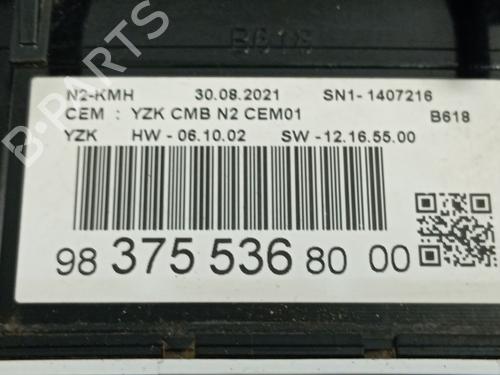 B618
N2-KMH 30.08.2021 SN1- 1407216
CEM : YZK CMB N2 CEM01 B618
YZK HW - 06.10.02 SW -12.16.55.00
98 375 536 80 00
B-PARTS